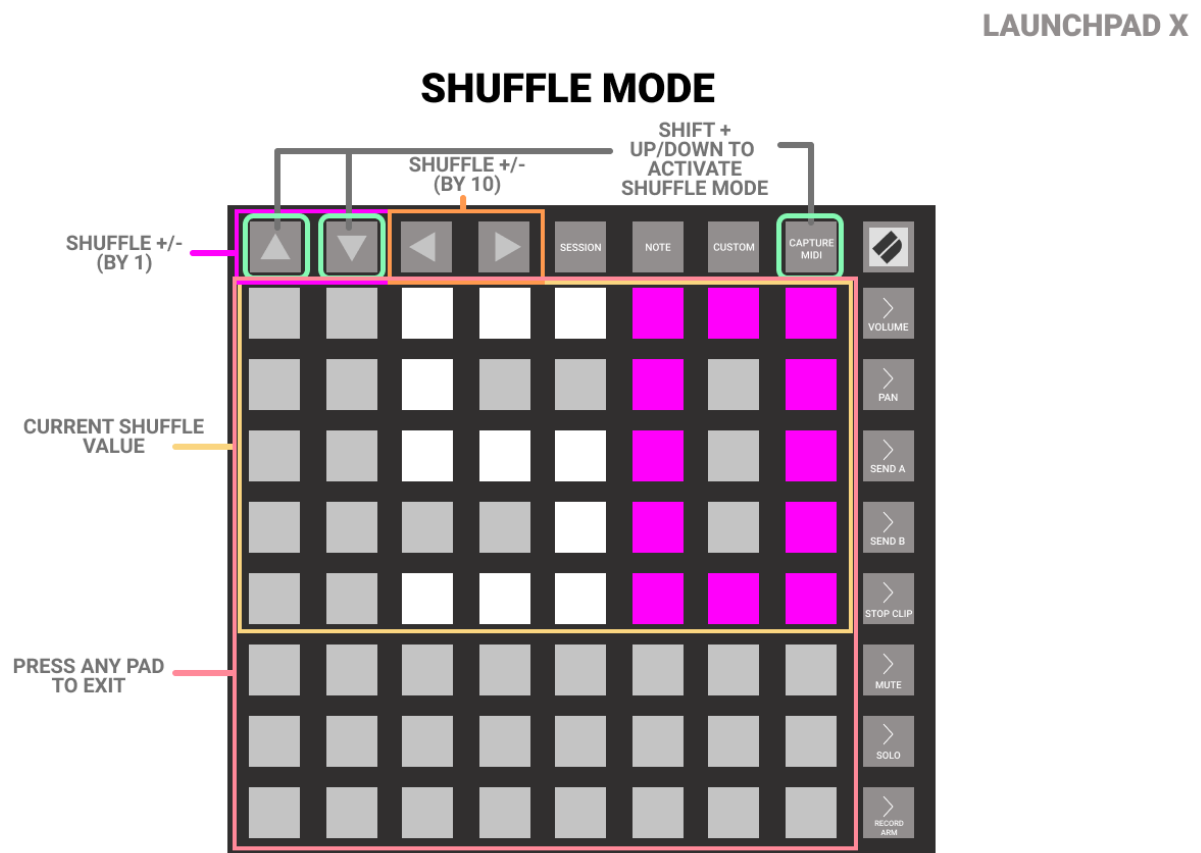 LAUNCHPAD X
SHUFFLE MODE
SHIFT +
UP/DOWN TO
ACTIVATE
SHUFFLE MODE
SHUFFLE +/-
(BY 10)
SHUFFLE +/-
(BY 1)
SESSION
NOTE
CUSTOM
CAPTURE
MIDI
VOLUME
PAN
CURRENT SHUFFLE
VALUE
SEND A
SEND B
STOP CLIP
PRESS ANY PAD
TO EXIT
MUTE
SOLO
RECORD
ARM